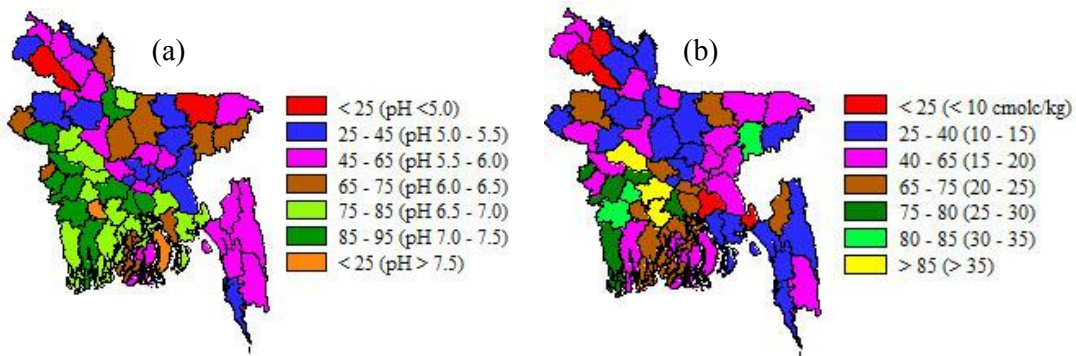 (a)
< 25 (pH <5.0)
25 - 45 (pH 5.0 - 5.5)
45 - 65 (pH 5.5 - 6.0)
65 - 75 (pH 6.0 - 6.5)
75 - 85 (pH 6.5 - 7.0)
85 - 95 (pH 7.0 - 7.5)
< 25 (pH > 7.5)
(b)
< 25 (< 10 cmolc/kg)
25 - 40 (10 - 15)
40 - 65 (15 - 20)
65 - 75 (20 - 25)
75 - 80 (25 - 30)
80 - 85 (30 - 35)
> 85 (> 35)